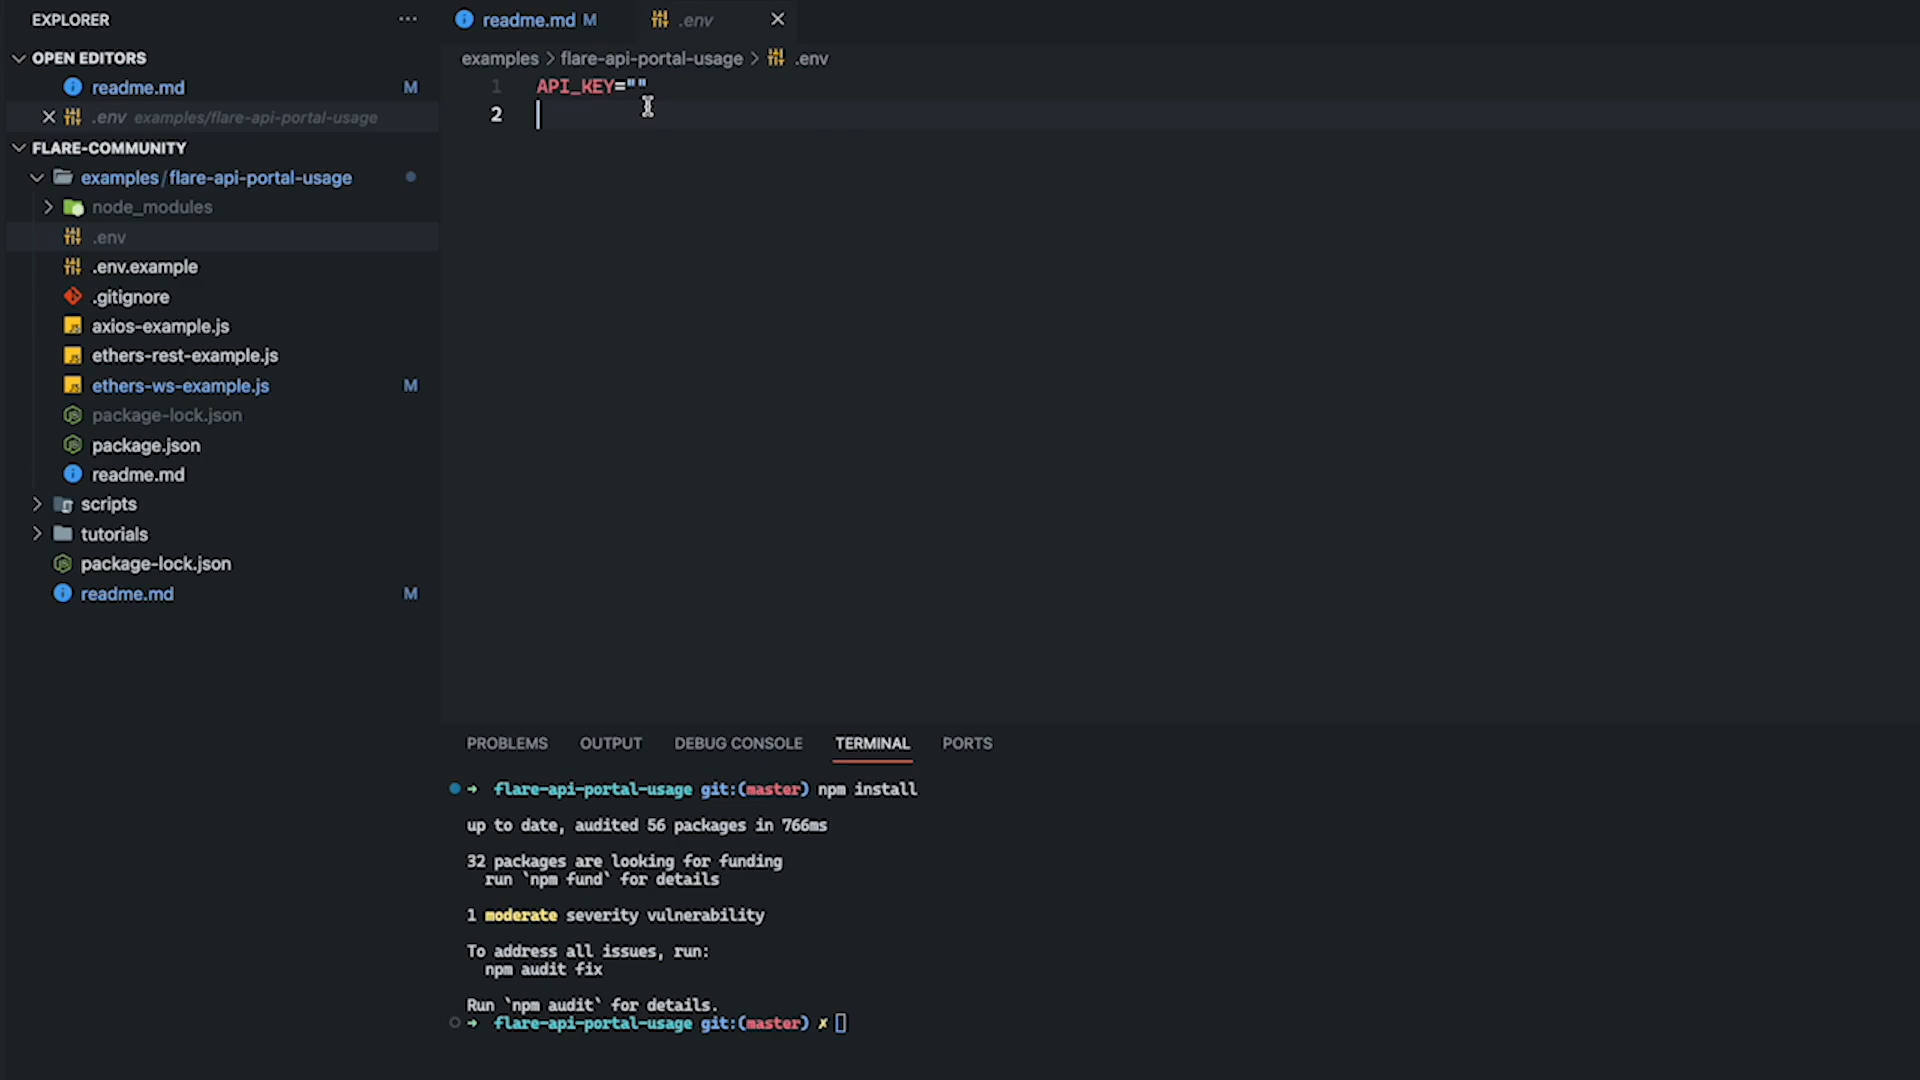 EXPLORER
OPEN EDITORS
readme.md M
.env examples/flare-api-portal-usage
FLARE-COMMUNITY
examples/flare-api-portal-usage
node_modules
.env
.env.example
.gitignore
axios-example.js
ethers-rest-example.js
ethers-ws-example.js M
package-lock.json
package.json
readme.md
scripts
tutorials
package-lock.json
readme.md M
readme.md M .env
examples > flare-api-portal-usage > .env
1 API_KEY=""
2
PROBLEMS OUTPUT DEBUG CONSOLE TERMINAL PORTS
➜ flare-api-portal-usage git:(master) npm install
up to date, audited 56 packages in 766ms
32 packages are looking for funding
run `npm fund` for details
1 moderate severity vulnerability
To address all issues, run:
npm audit fix
Run `npm audit` for details.
➜ flare-api-portal-usage git:(master) ✗